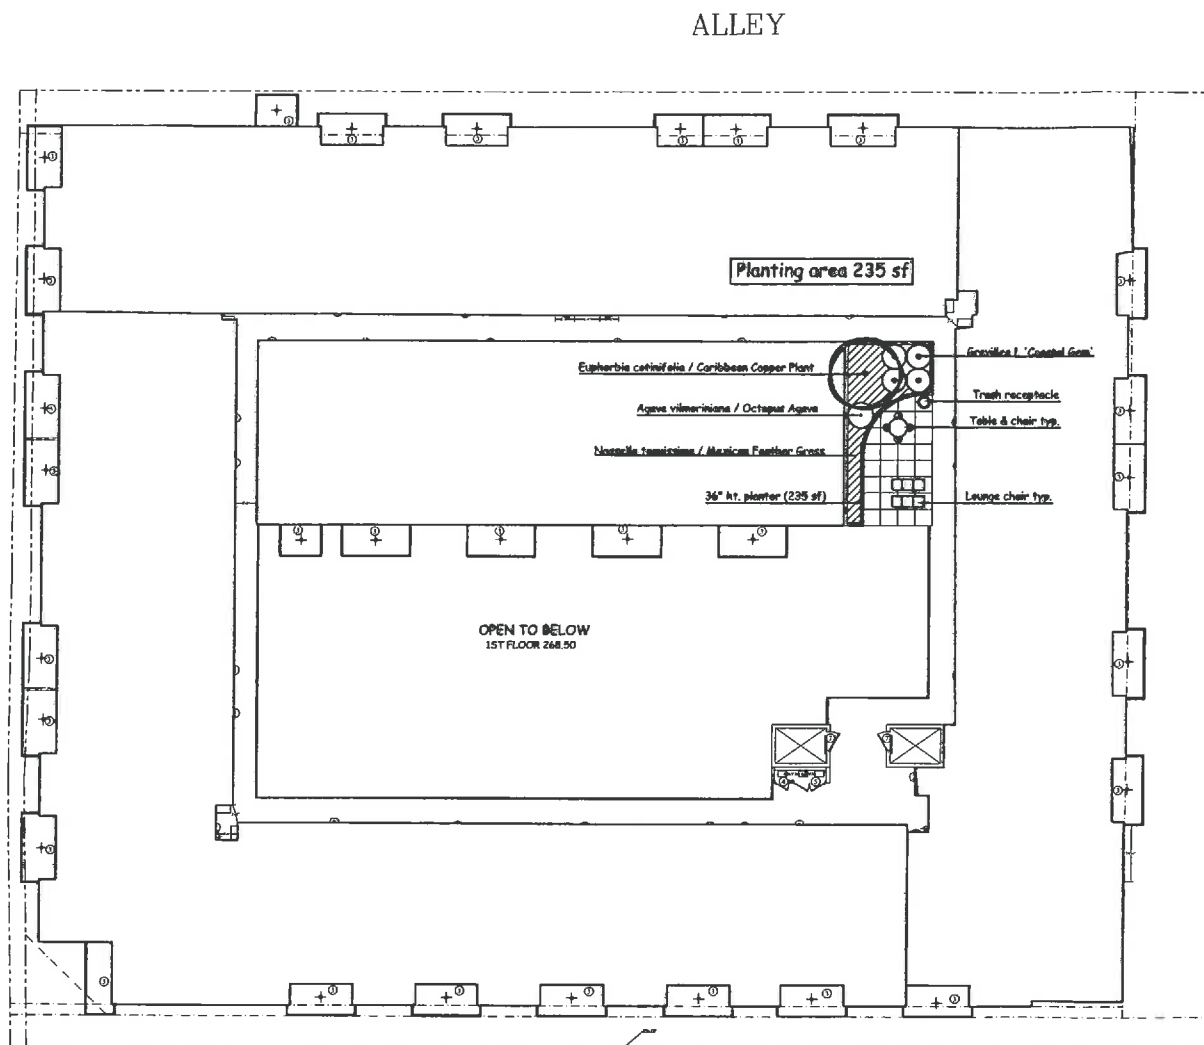 ALLEY
Planting area 235 sf
Euphorbia cotinifolia / Caribbean Copper Plant
Grevillea l. 'Coastal Gem'
Trash receptacle
Agave vilmoriniana / Octopus Agave
Table & chair typ.
Nassella tenuissima / Mexican Feather Grass
36" ht. planter (235 sf)
Lounge chair typ.
OPEN TO BELOW
1ST FLOOR 268.50